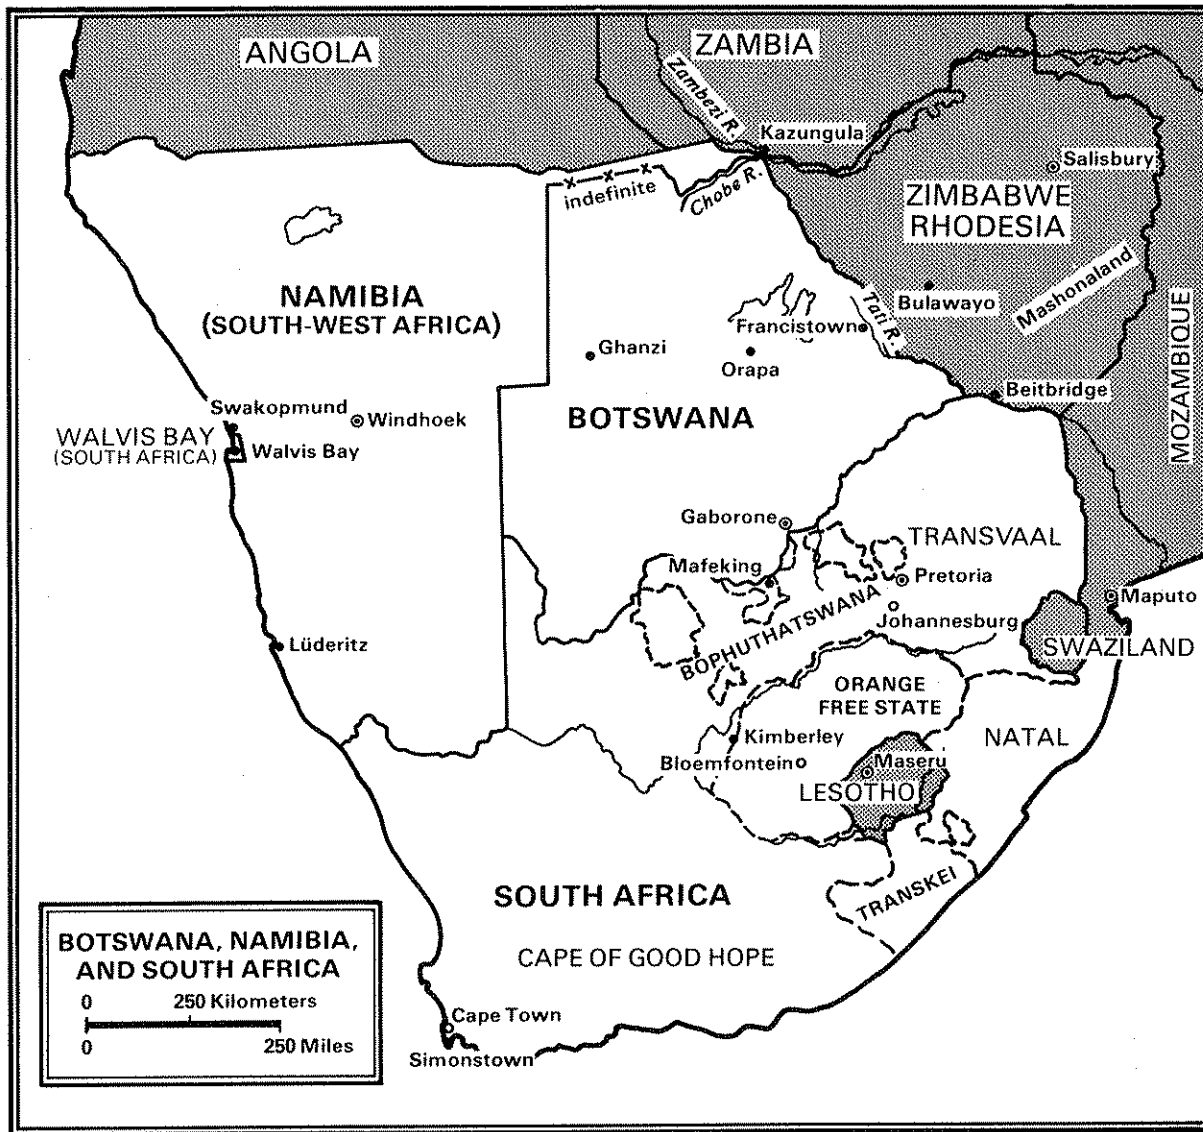 ANGOLA
ZAMBIA
Zambezi R.
Kazungula
Salisbury
indefinite
Chobe R.
ZIMBABWE
RHODESIA
NAMIBIA
(SOUTH-WEST AFRICA)
Mashonaland
Bulawayo
Francistown
Tati R.
MOZAMBIQUE
Ghanzi
Orapa
Beitbridge
Swakopmund
Windhoek
BOTSWANA
WALVIS BAY
(SOUTH AFRICA)
Walvis Bay
Gaborone
TRANSVAAL
Mafeking
Pretoria
Maputo
BOPHUTHATSWANA
Johannesburg
Lüderitz
SWAZILAND
ORANGE
FREE STATE
Kimberley
NATAL
Bloemfontein
Maseru
LESOTHO
SOUTH AFRICA
TRANSKEI
CAPE OF GOOD HOPE
BOTSWANA, NAMIBIA,
AND SOUTH AFRICA
0 250 Kilometers
0 250 Miles
Cape Town
Simonstown